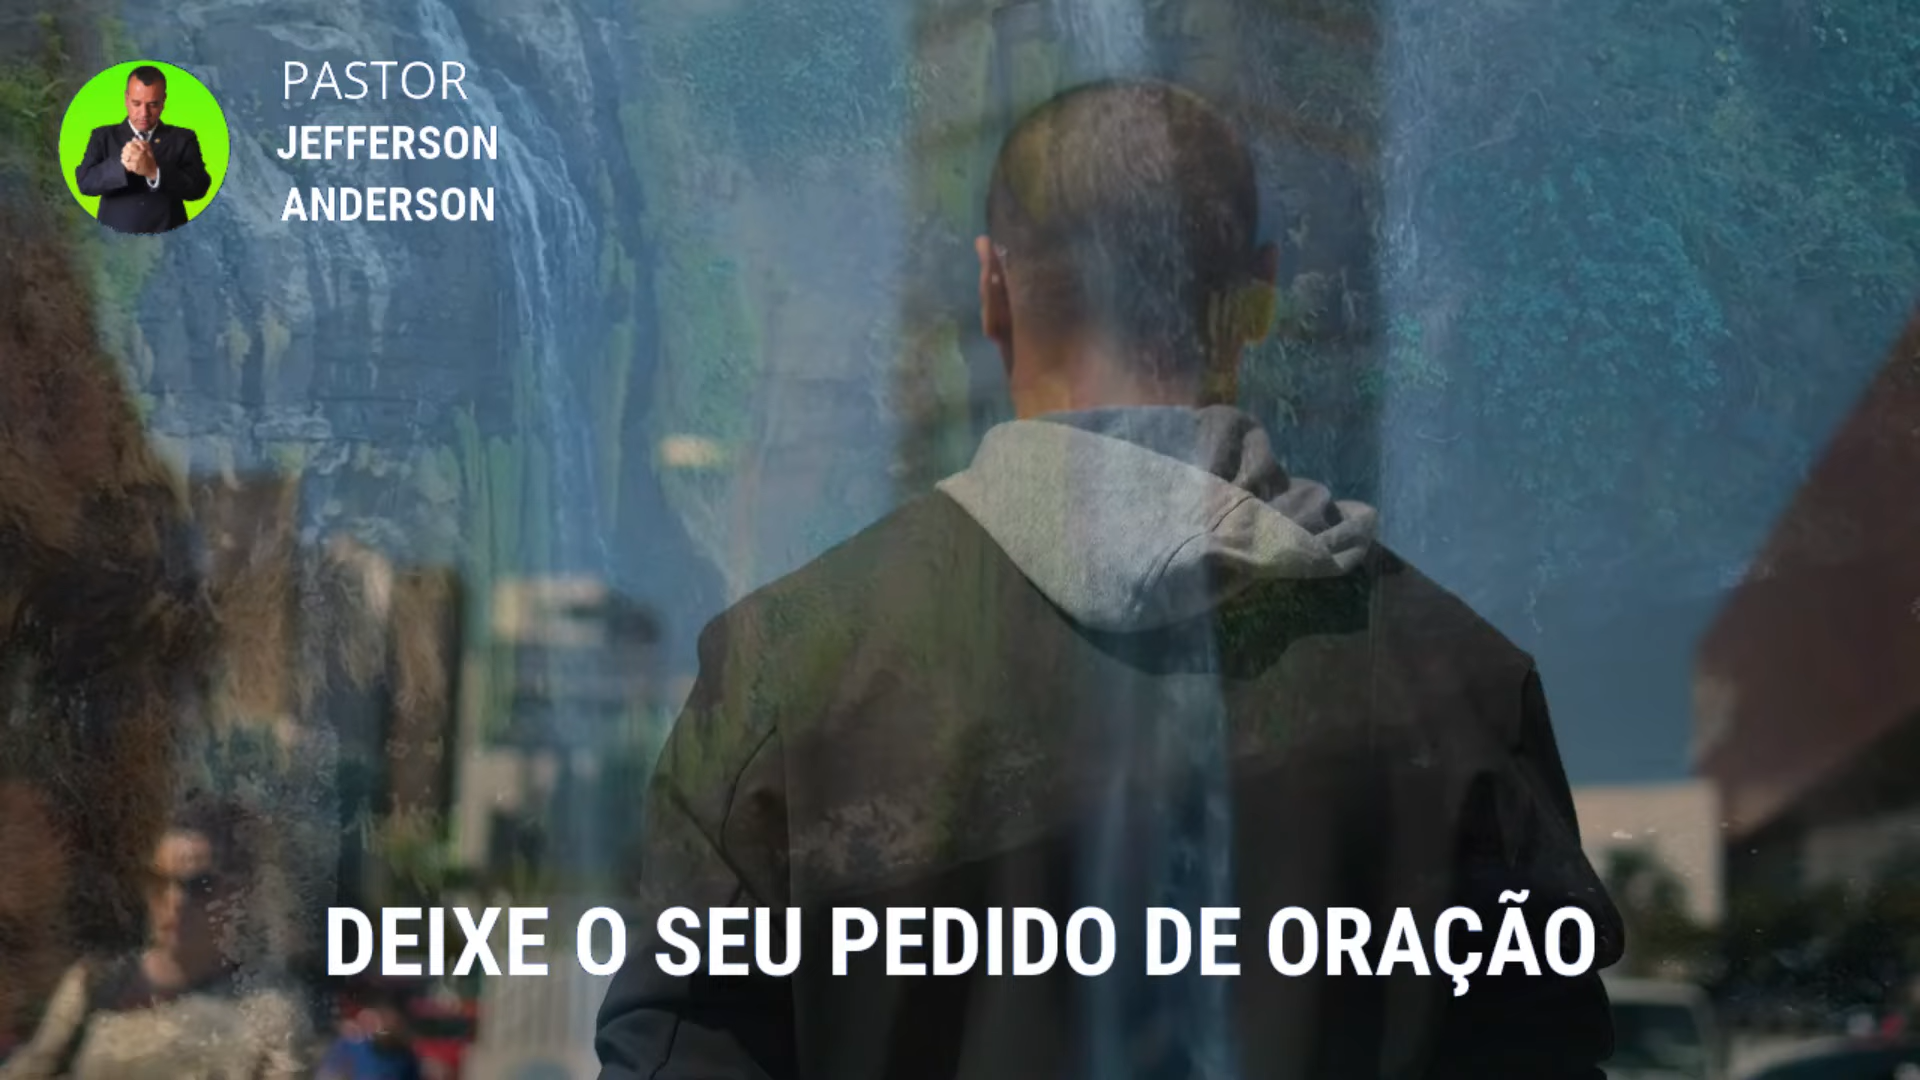 PASTOR
JEFFERSON
ANDERSON
DEIXE O SEU PEDIDO DE ORAÇÃO